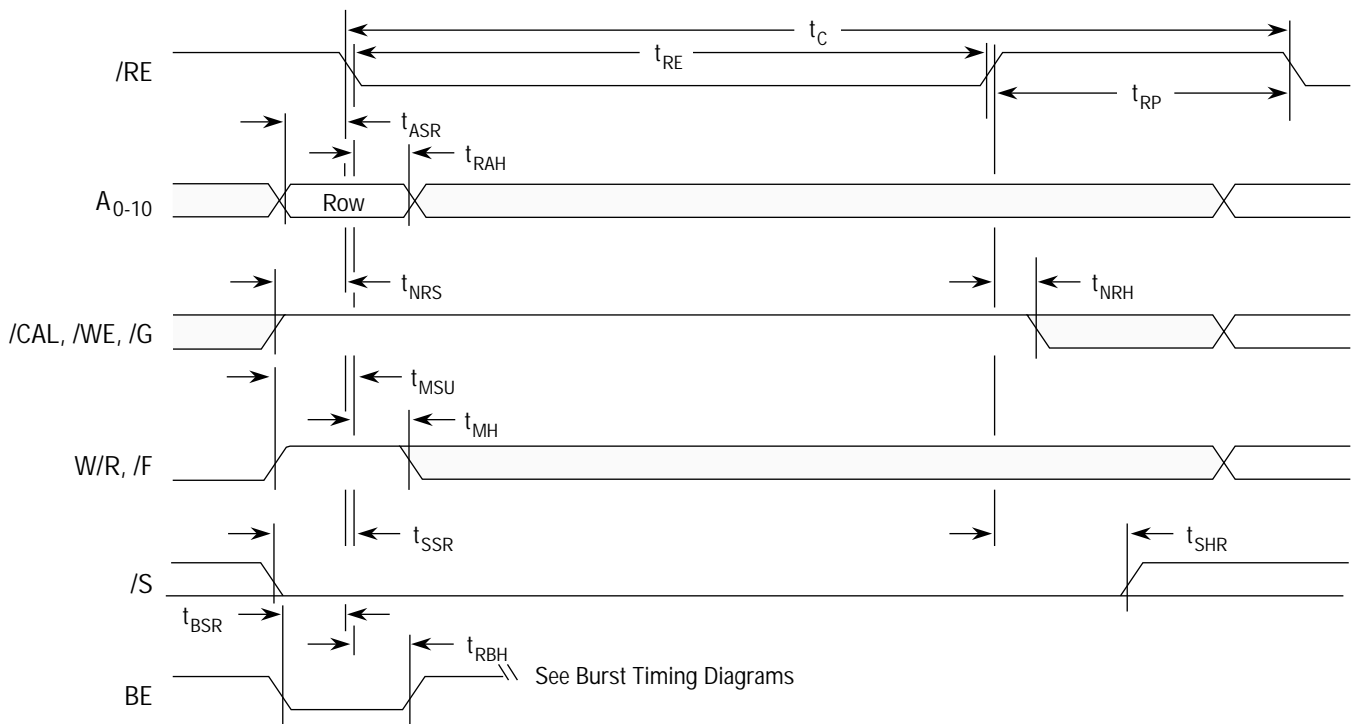 t_C
t_RE
/RE
t_RP
t_ASR
t_RAH
A_0-10
Row
t_NRS
t_NRH
/CAL, /WE, /G
t_MSU
t_MH
W/R, /F
t_SSR
t_SHR
/S
t_BSR
t_RBH
See Burst Timing Diagrams
BE